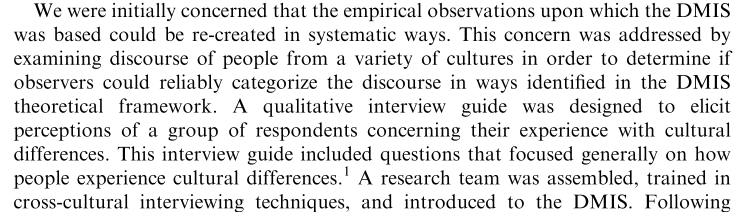 We were initially concerned that the empirical observations upon which the DMIS
was based could be re-created in systematic ways. This concern was addressed by
examining discourse of people from a variety of cultures in order to determine if
observers could reliably categorize the discourse in ways identified in the DMIS
theoretical framework. A qualitative interview guide was designed to elicit
perceptions of a group of respondents concerning their experience with cultural
differences. This interview guide included questions that focused generally on how
people experience cultural differences.¹ A research team was assembled, trained in
cross-cultural interviewing techniques, and introduced to the DMIS. Following